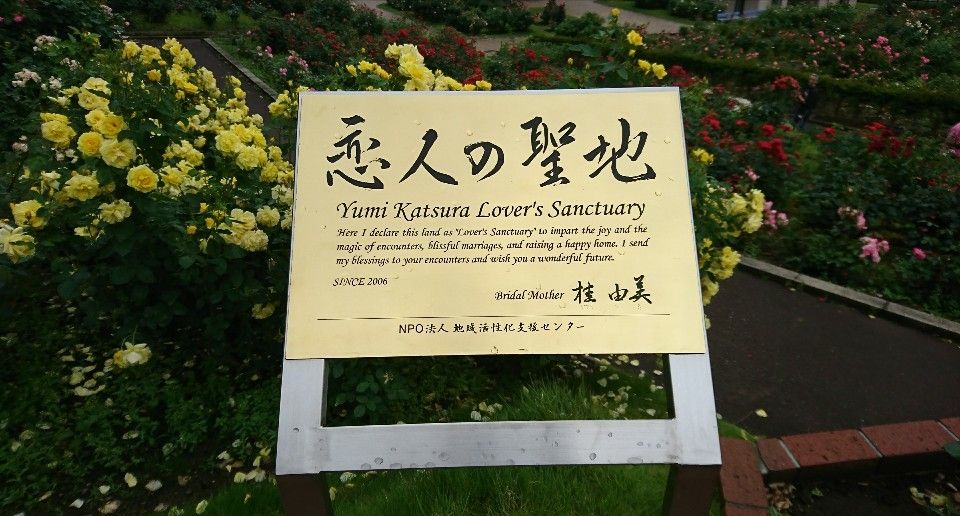 恋人の聖地
Yumi Katsura Lover's Sanctuary
Here I declare this land as "Lover's Sanctuary" to impart the joy and the
magic of encounters, blissful marriages, and raising a happy home. I send
my blessings to your encounters and wish you a wonderful future.
SINCE 2006
Bridal Mother 桂 由美
NPO法人 地域活性化支援センター